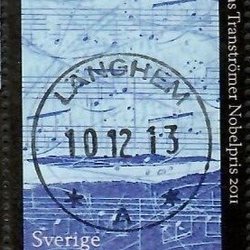 LANGHEM
10 12 13
A
Sverige
Tranströmer Nobelpris 2011